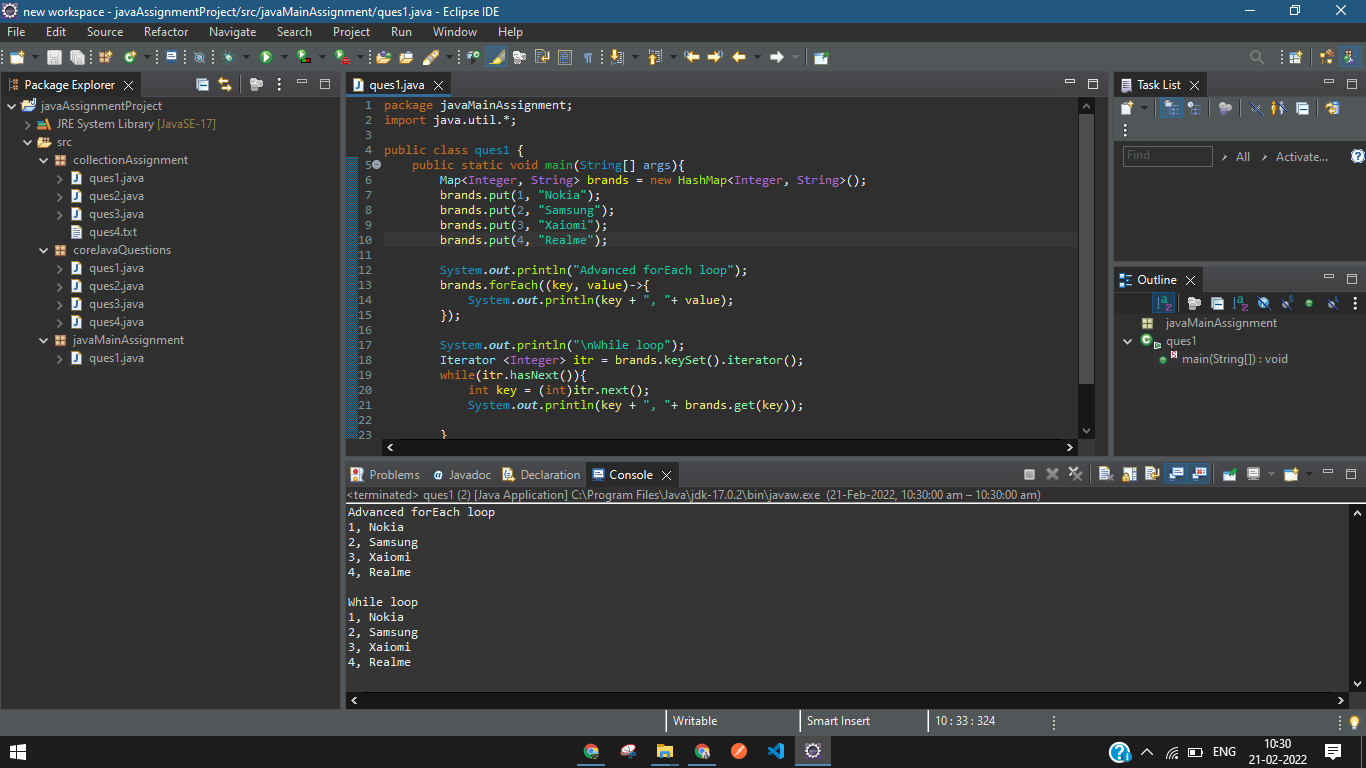 new workspace - javaAssignmentProject/src/javaMainAssignment/ques1.java - Eclipse IDE
File Edit Source Refactor Navigate Search Project Run Window Help
Package Explorer
javaAssignmentProject
JRE System Library [JavaSE-17]
src
collectionAssignment
ques1.java
ques2.java
ques3.java
ques4.txt
coreJavaQuestions
ques1.java
ques2.java
ques3.java
ques4.java
javaMainAssignment
ques1.java
ques1.java
1 package javaMainAssignment;
2 import java.util.*;
3
4 public class ques1 {
5 public static void main(String[] args){
6 Map<Integer, String> brands = new HashMap<Integer, String>();
7 brands.put(1, "Nokia");
8 brands.put(2, "Samsung");
9 brands.put(3, "Xaiomi");
10 brands.put(4, "Realme");
11
12 System.out.println("Advanced forEach loop");
13 brands.forEach((key, value)->{
14 System.out.println(key + ", "+ value);
15 });
16
17 System.out.println("\nWhile loop");
18 Iterator <Integer> itr = brands.keySet().iterator();
19 while(itr.hasNext()){
20 int key = (int)itr.next();
21 System.out.println(key + ", "+ brands.get(key));
22
23 }
Task List
Find All Activate...
Outline
javaMainAssignment
ques1
main(String[]) : void
Problems Javadoc Declaration Console
<terminated> ques1 (2) [Java Application] C:\Program Files\Java\jdk-17.0.2\bin\javaw.exe (21-Feb-2022, 10:30:00 am – 10:30:00 am)
Advanced forEach loop
1, Nokia
2, Samsung
3, Xaiomi
4, Realme
While loop
1, Nokia
2, Samsung
3, Xaiomi
4, Realme
Writable Smart Insert 10 : 33 : 324
ENG
10:30
21-02-2022